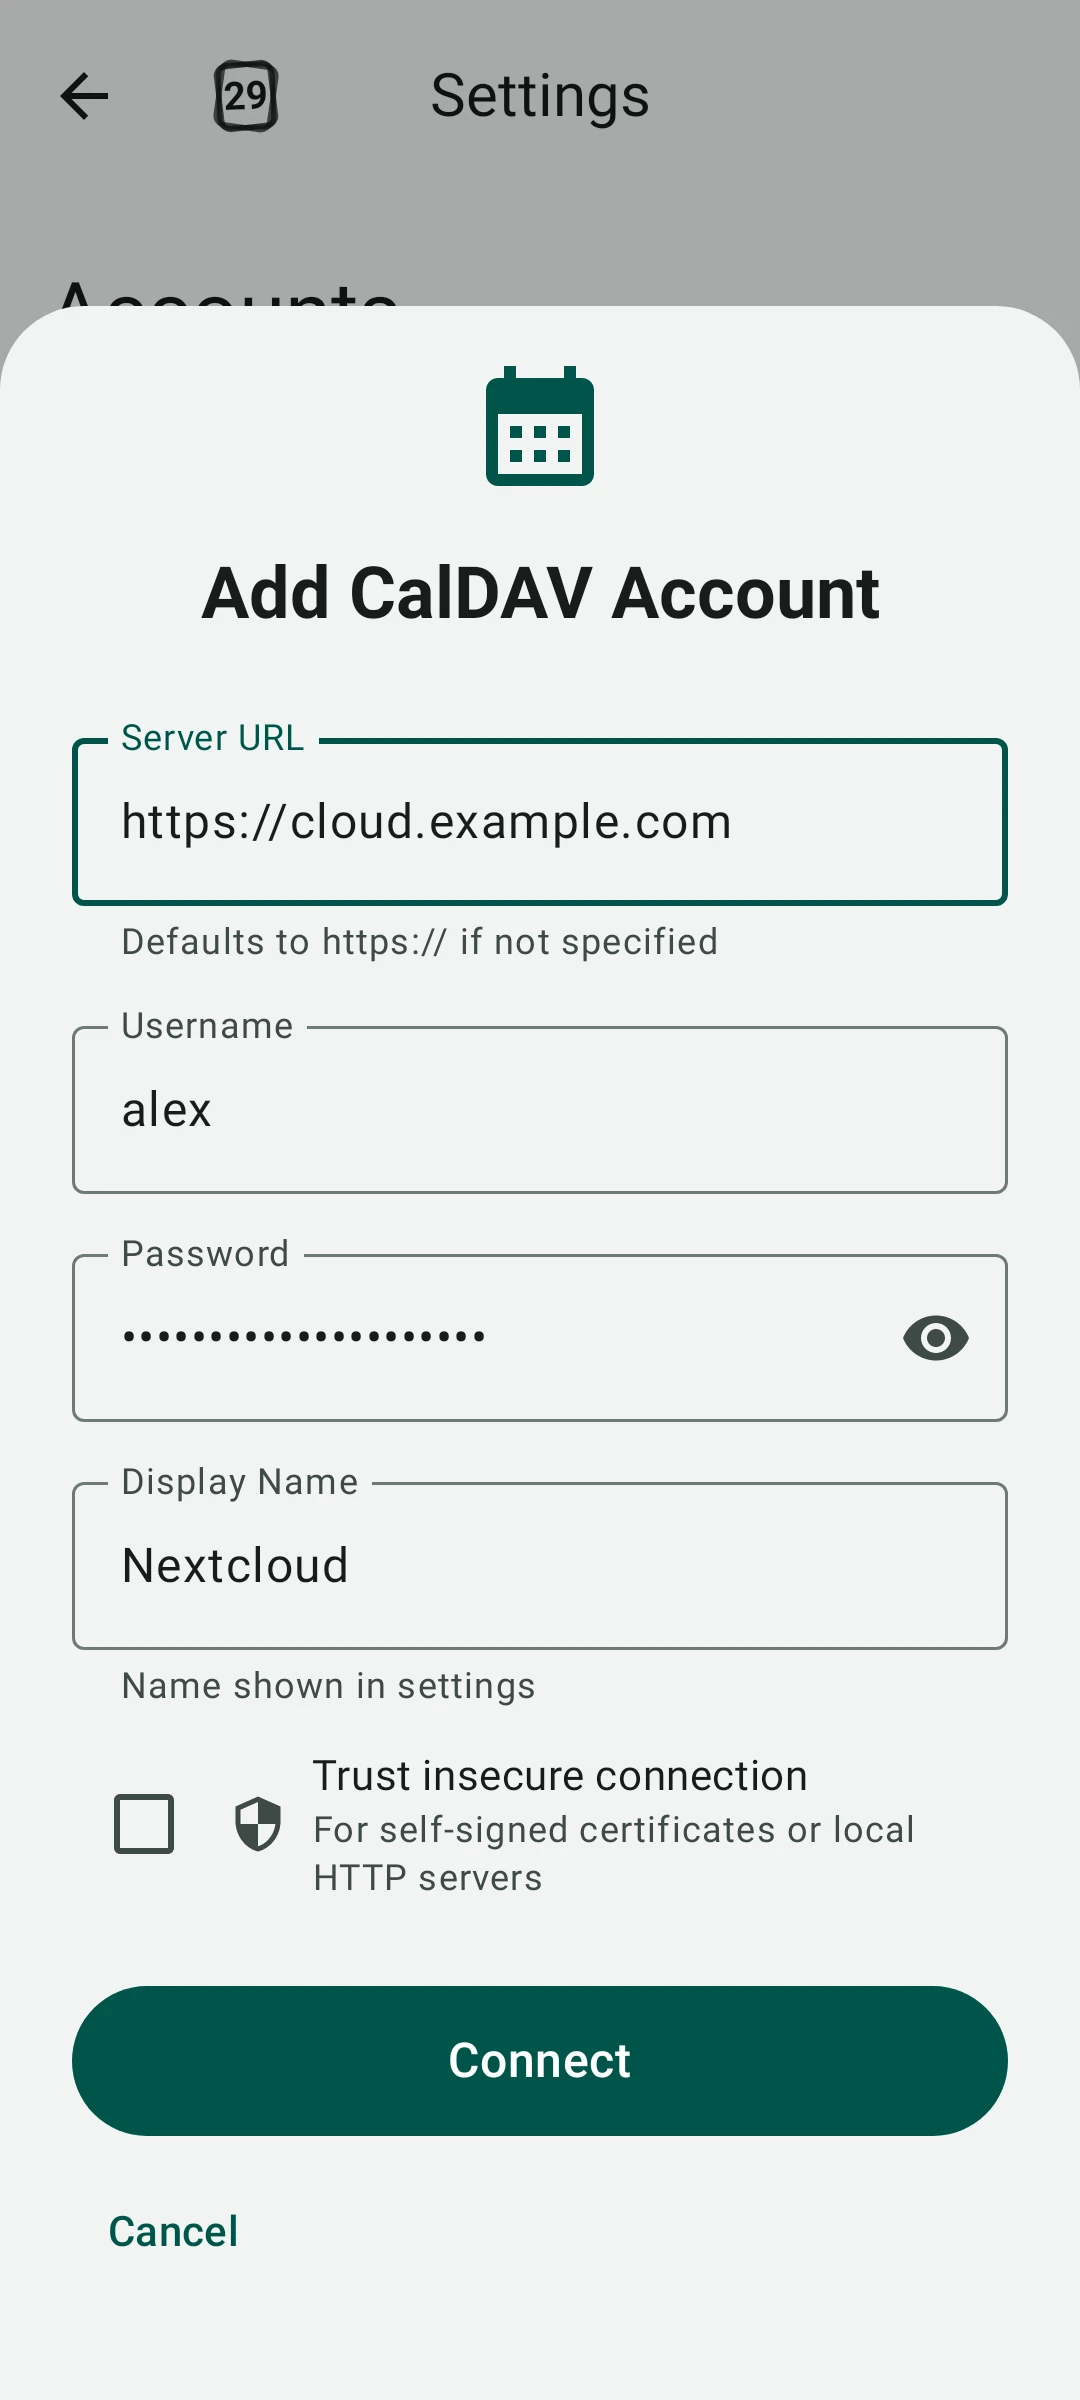 29
Settings
Accounts
Add CalDAV Account
Server URL
https://cloud.example.com
Defaults to https:// if not specified
Username
alex
Password
•••••••••••••••••••••
Display Name
Nextcloud
Name shown in settings
Trust insecure connection
For self-signed certificates or local
HTTP servers
Connect
Cancel